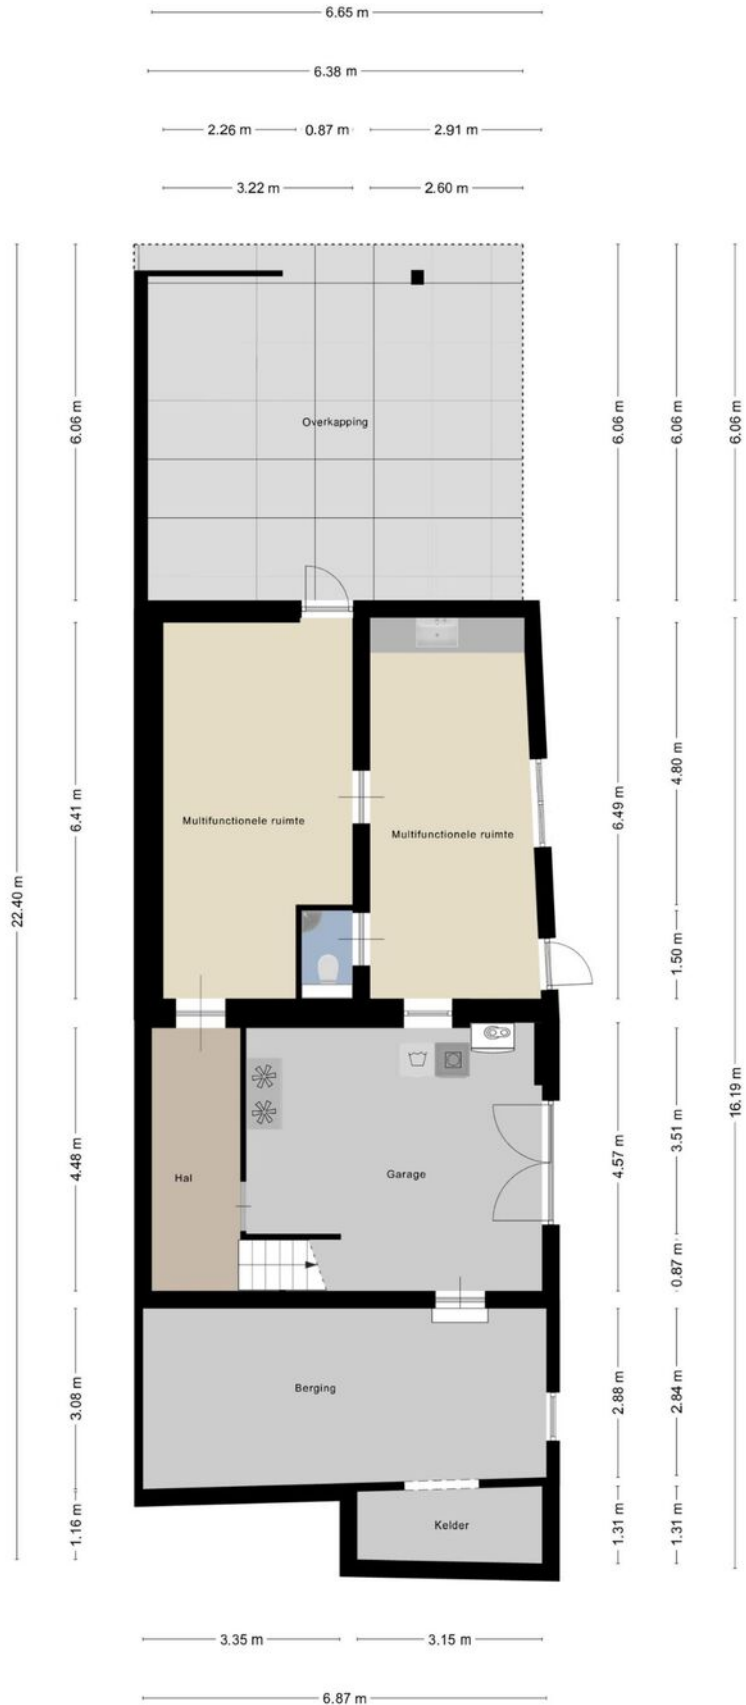 6.65 m
6.38 m
2.26 m 0.87 m 2.91 m
3.22 m 2.60 m
6.06 m
6.06 m
6.06 m
6.06 m
Overkapping
22.40 m
6.41 m
Multifunctionele ruimte
Multifunctionele ruimte
6.49 m
4.80 m
1.50 m
16.19 m
4.48 m
Hal
Garage
4.57 m
3.51 m
0.87 m
3.08 m
Berging
2.88 m
2.84 m
1.16 m
Kelder
1.31 m
1.31 m
3.35 m 3.15 m
6.87 m